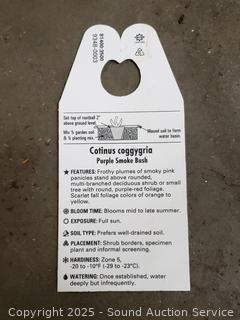 81400.2500
9348-0003
Set top of rootball 2"
above ground level.
Mix ⅓ garden soil
& ⅔ planting mix.
Mound soil to form
water basin.
Cotinus coggygria
Purple Smoke Bush
★ FEATURES: Frothy plumes of smoky pink
panicles stand above rounded,
multi-branched deciduous shrub or small
tree with round, purple-red foliage.
Scarlet fall foliage colors of orange to
yellow.
BLOOM TIME: Blooms mid to late summer.
EXPOSURE: Full sun.
SOIL TYPE: Prefers well-drained soil.
PLACEMENT: Shrub borders, specimen
plant and informal screening.
HARDINESS: Zone 5,
-20 to -10°F (-29 to -23°C).
WATERING: Once established, water
deeply but infrequently.
Copyright 2025 - Sound Auction Service